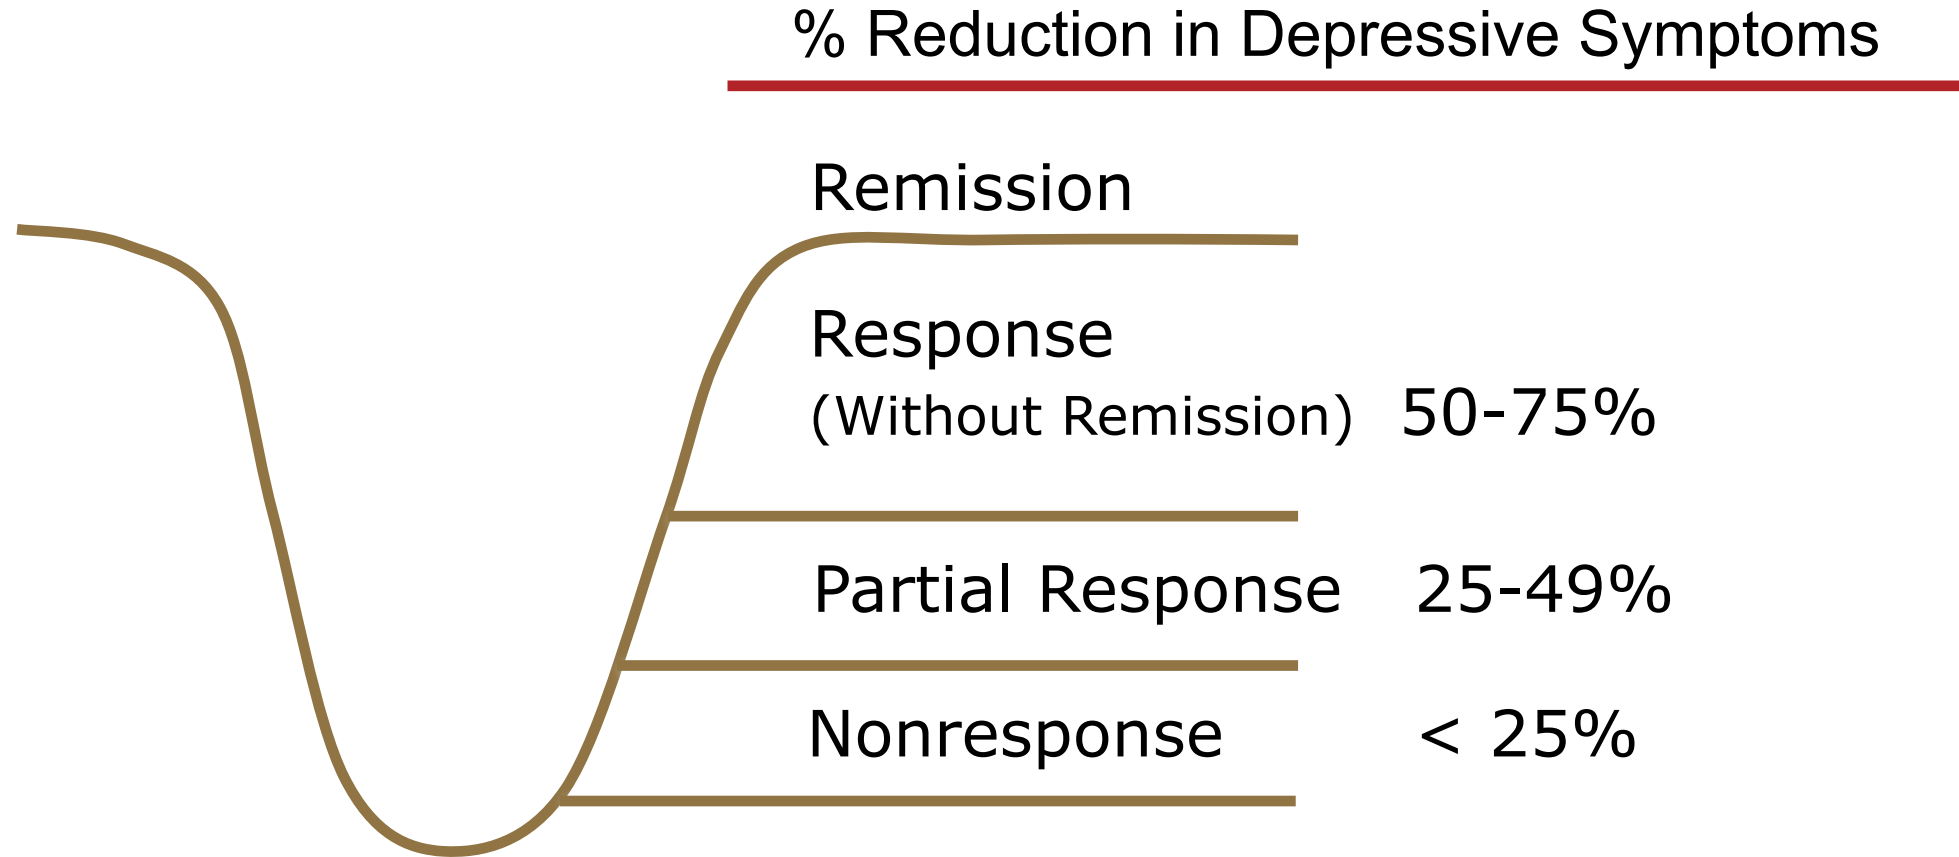 % Reduction in Depressive Symptoms
Remission
Response
(Without Remission) 50-75%
Partial Response 25-49%
Nonresponse < 25%